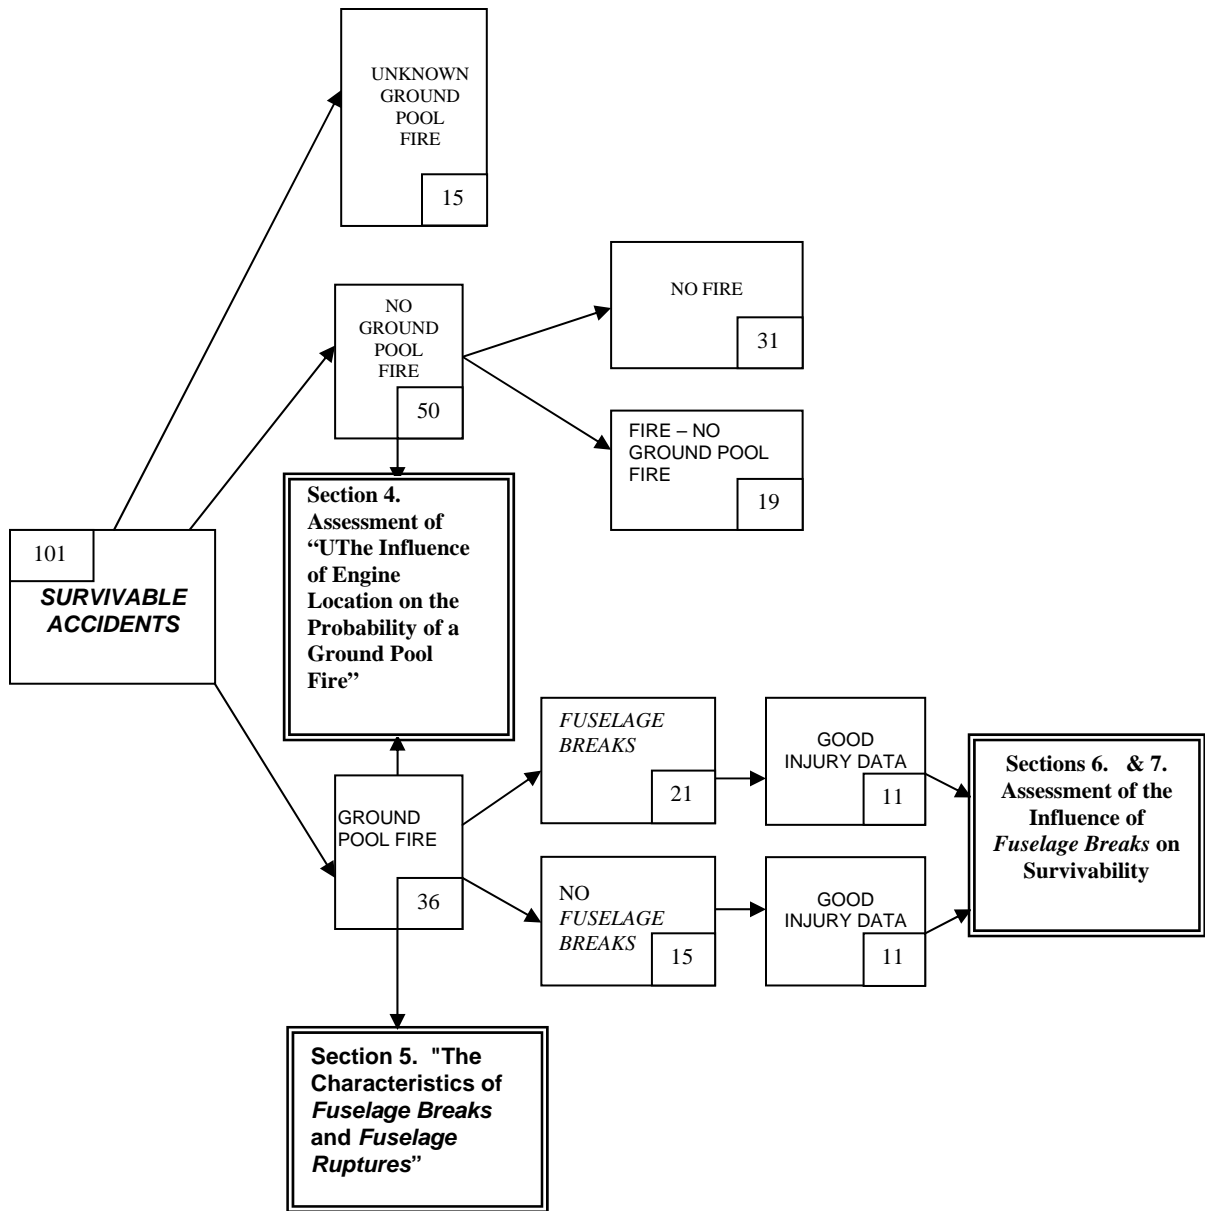 UNKNOWN
GROUND
POOL
FIRE
15
NO
GROUND
POOL
FIRE
50
NO FIRE
31
FIRE – NO
GROUND POOL
FIRE
19
Section 4.
Assessment of
“UThe Influence
of Engine
Location on the
Probability of a
Ground Pool
Fire”
101
SURVIVABLE
ACCIDENTS
GROUND
POOL FIRE
36
FUSELAGE
BREAKS
21
GOOD
INJURY DATA
11
NO
FUSELAGE
BREAKS
15
GOOD
INJURY DATA
11
Sections 6. & 7.
Assessment of the
Influence of
Fuselage Breaks on
Survivability
Section 5. "The
Characteristics of
Fuselage Breaks
and Fuselage
Ruptures”